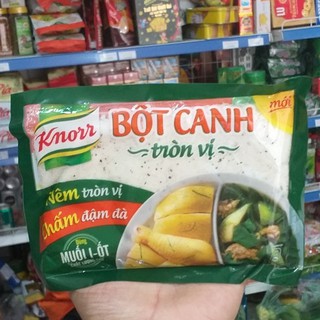 mới
Knorr
BỘT CANH
tròn vị
Nêm tròn vị
Chấm đậm đà
MUỐI I-ỐT